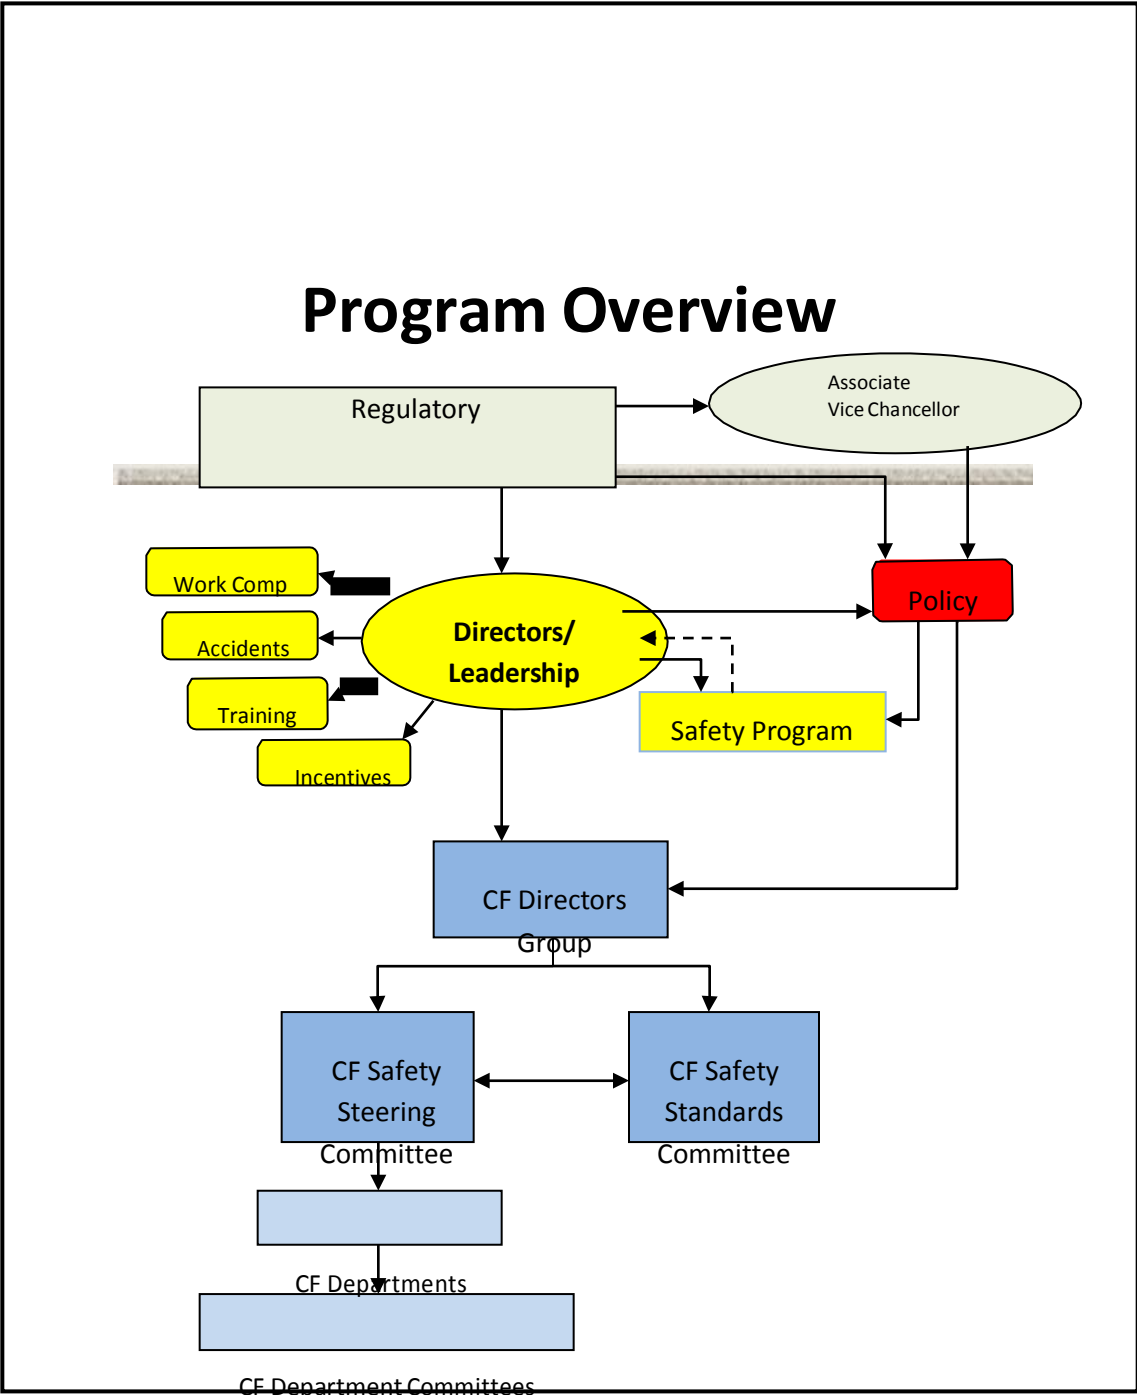 Program Overview
Associate
Vice Chancellor
Regulatory
Work Comp
Policy
Directors/
Leadership
Accidents
Training
Safety Program
Incentives
CF Directors
Group
CF Safety
Steering
Committee
CF Safety
Standards
Committee
CF Departments
CF Department Committees